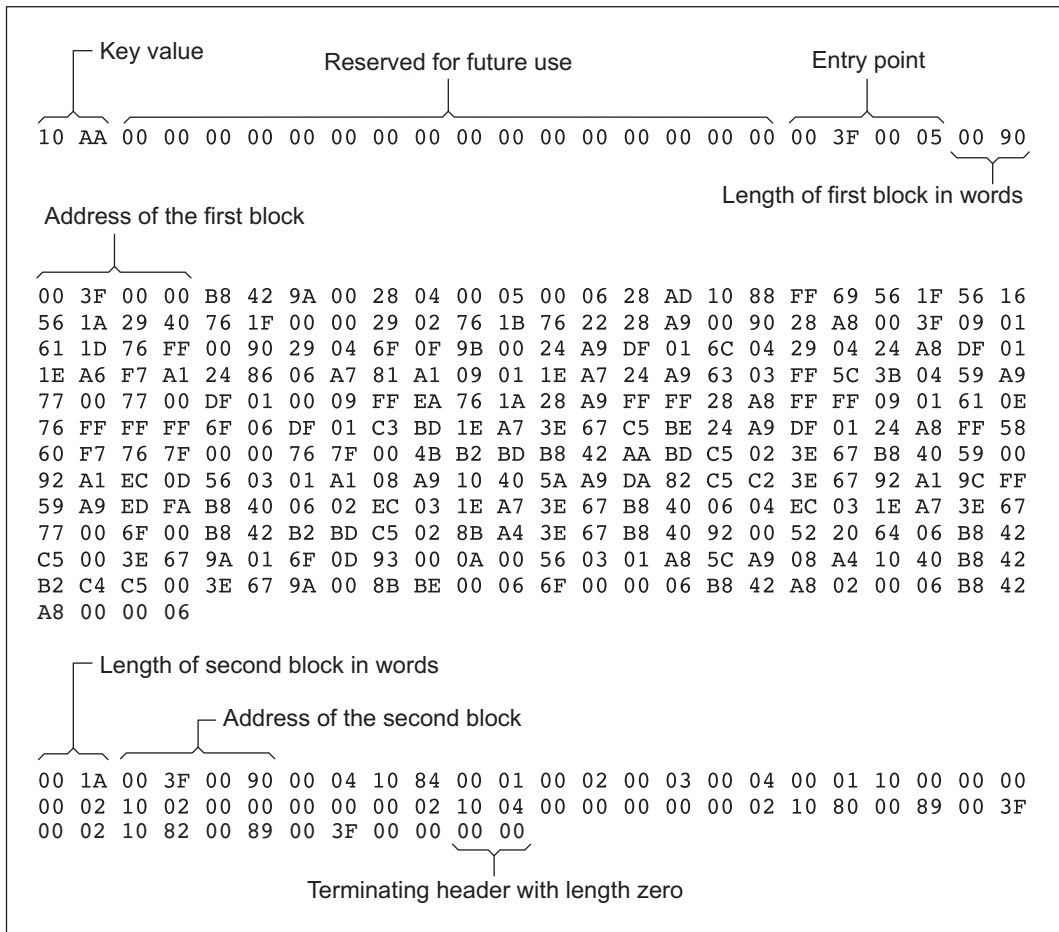 Key value
Reserved for future use
Entry point
10 AA 00 00 00 00 00 00 00 00 00 00 00 00 00 00 00 00 00 3F 00 05 00 90
Length of first block in words
Address of the first block
00 3F 00 00 B8 42 9A 00 28 04 00 05 00 06 28 AD 10 88 FF 69 56 1F 56 16
56 1A 29 40 76 1F 00 00 29 02 76 1B 76 22 28 A9 00 90 28 A8 00 3F 09 01
61 1D 76 FF 00 90 29 04 6F 0F 9B 00 24 A9 DF 01 6C 04 29 04 24 A8 DF 01
1E A6 F7 A1 24 86 06 A7 81 A1 09 01 1E A7 24 A9 63 03 FF 5C 3B 04 59 A9
77 00 77 00 DF 01 00 09 FF EA 76 1A 28 A9 FF FF 28 A8 FF FF 09 01 61 0E
76 FF FF FF 6F 06 DF 01 C3 BD 1E A7 3E 67 C5 BE 24 A9 DF 01 24 A8 FF 58
60 F7 76 7F 00 00 76 7F 00 4B B2 BD B8 42 AA BD C5 02 3E 67 B8 40 59 00
92 A1 EC 0D 56 03 01 A1 08 A9 10 40 5A A9 DA 82 C5 C2 3E 67 92 A1 9C FF
59 A9 ED FA B8 40 06 02 EC 03 1E A7 3E 67 B8 40 06 04 EC 03 1E A7 3E 67
77 00 6F 00 B8 42 B2 BD C5 02 8B A4 3E 67 B8 40 92 00 52 20 64 06 B8 42
C5 00 3E 67 9A 01 6F 0D 93 00 0A 00 56 03 01 A8 5C A9 08 A4 10 40 B8 42
B2 C4 C5 00 3E 67 9A 00 8B BE 00 06 6F 00 00 06 B8 42 A8 02 00 06 B8 42
A8 00 00 06
Length of second block in words
Address of the second block
00 1A 00 3F 00 90 00 04 10 84 00 01 00 02 00 03 00 04 00 01 10 00 00 00
00 02 10 02 00 00 00 00 00 02 10 04 00 00 00 00 00 02 10 80 00 89 00 3F
00 02 10 82 00 89 00 3F 00 00 00 00
Terminating header with length zero